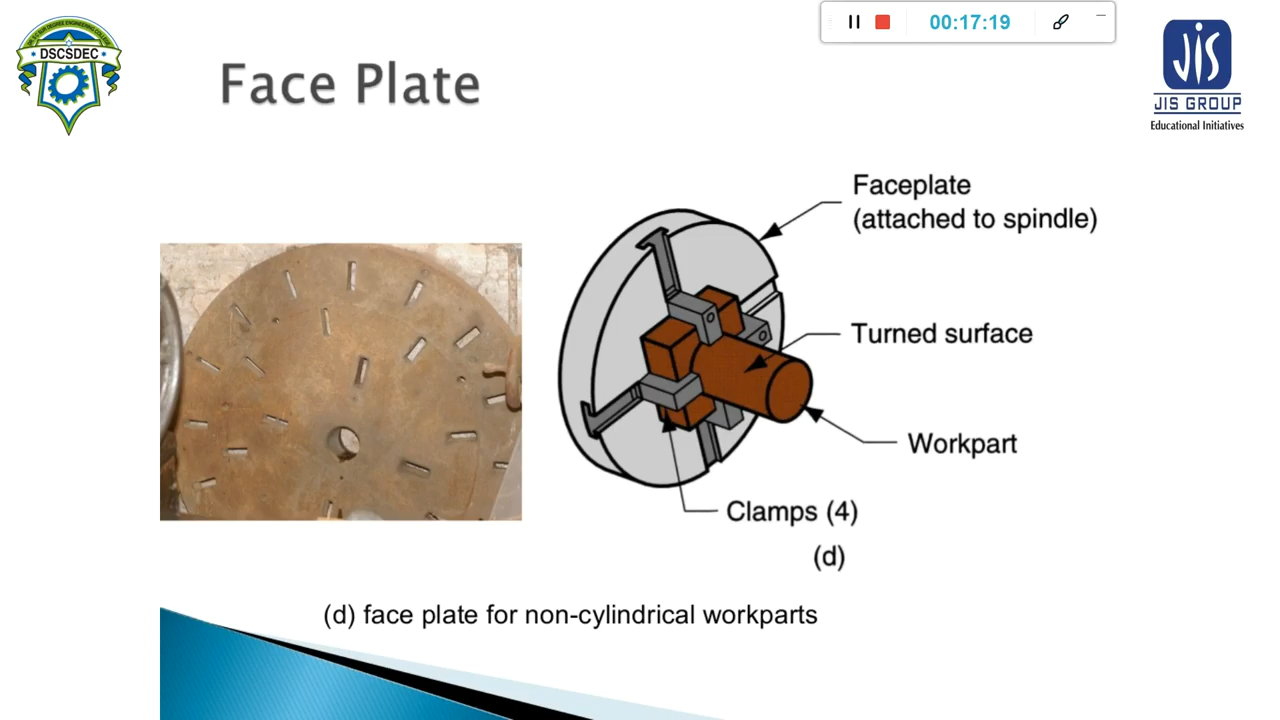 00:17:19
DSCSDEC
Face Plate
JIS
JIS GROUP
Educational Initiatives
Faceplate
(attached to spindle)
Turned surface
Workpart
Clamps (4)
(d)
(d) face plate for non-cylindrical workparts